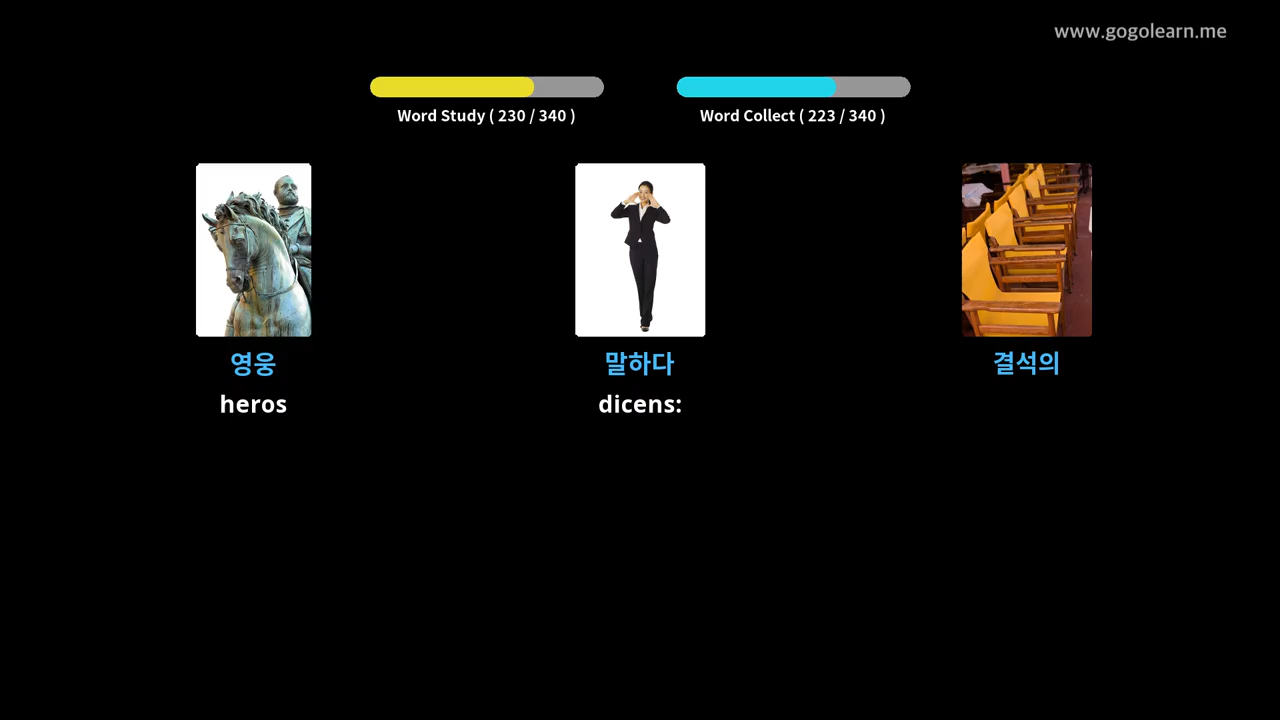 www.gogolearn.me
Word Study ( 230 / 340 )
Word Collect ( 223 / 340 )
영웅
말하다
결석의
heros
dicens: